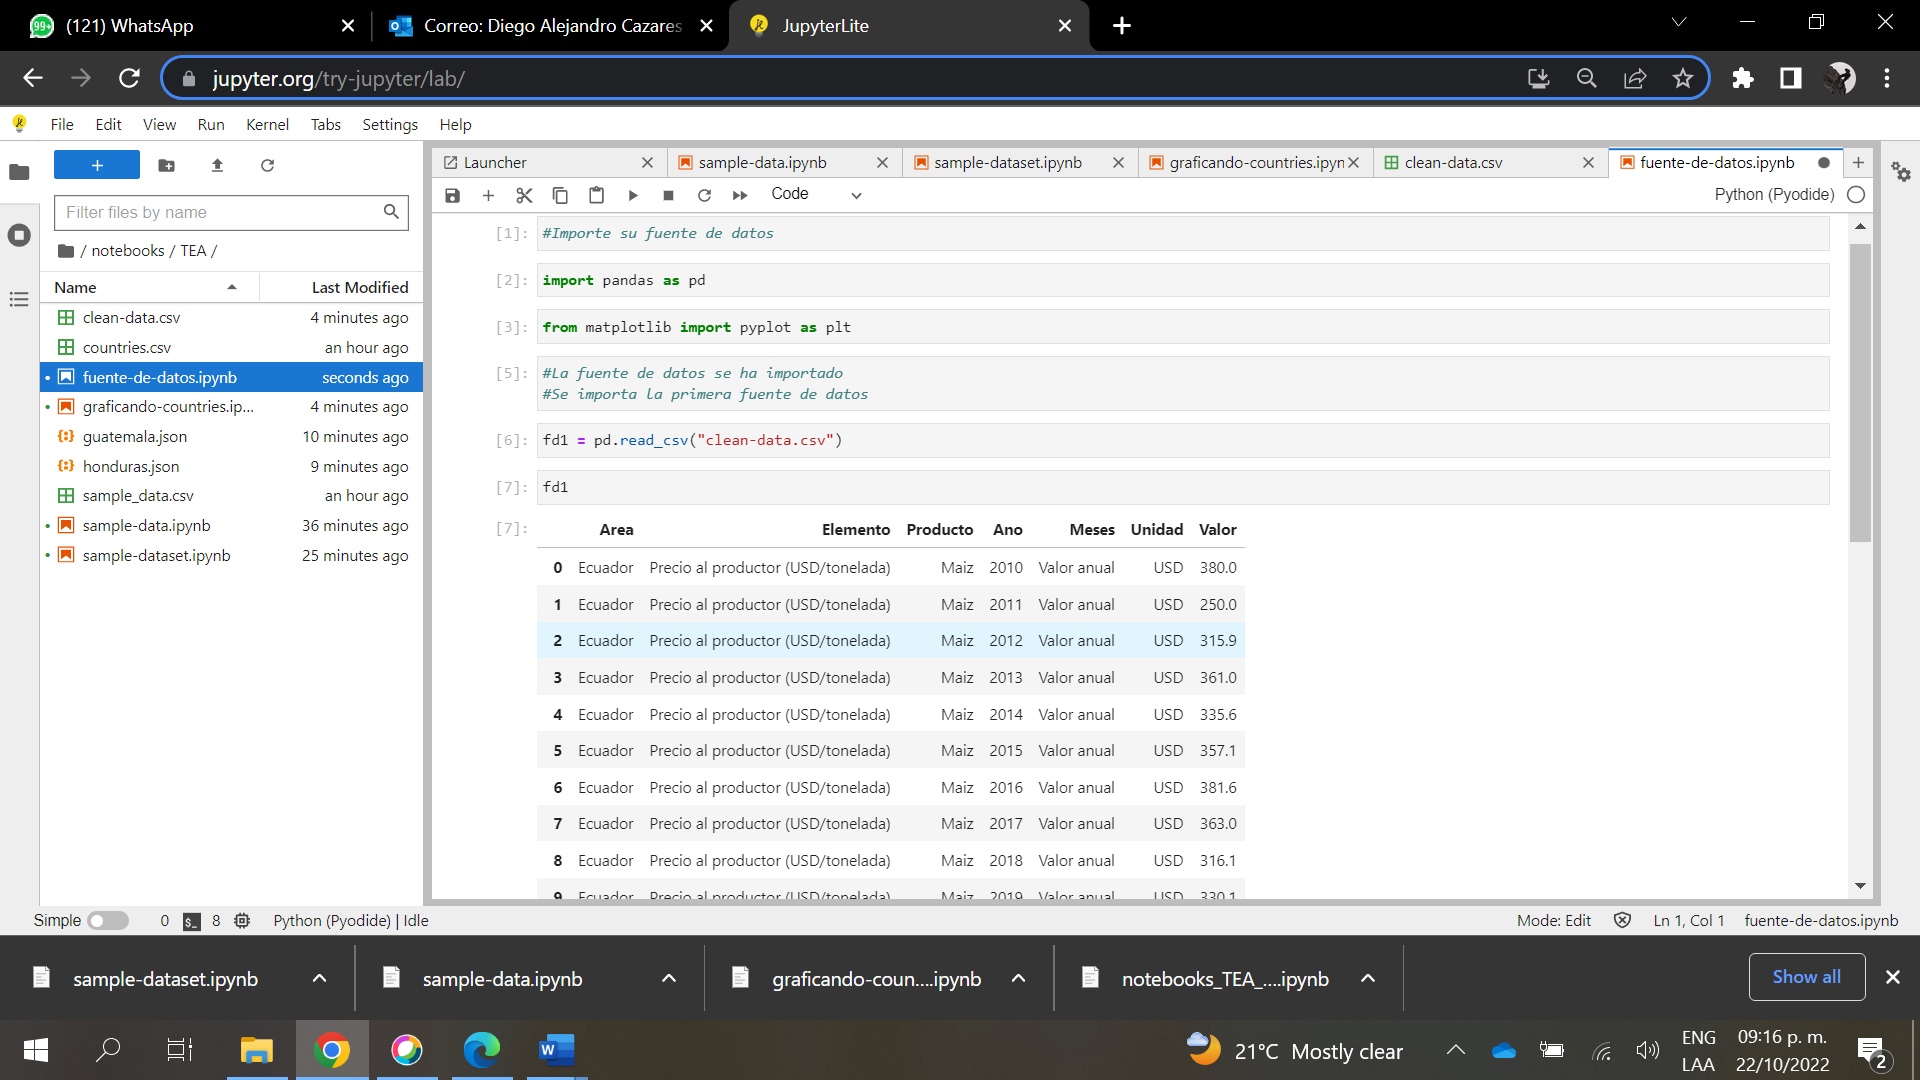 (121) WhatsApp
Correo: Diego Alejandro Cazares
JupyterLite
jupyter.org/try-jupyter/lab/
File Edit View Run Kernel Tabs Settings Help
Launcher
sample-data.ipynb
sample-dataset.ipynb
graficando-countries.ipyn
clean-data.csv
fuente-de-datos.ipynb
Code
Python (Pyodide)
Filter files by name
/ notebooks / TEA /
Name Last Modified
clean-data.csv 4 minutes ago
countries.csv an hour ago
fuente-de-datos.ipynb seconds ago
graficando-countries.ip... 4 minutes ago
guatemala.json 10 minutes ago
honduras.json 9 minutes ago
sample_data.csv an hour ago
sample-data.ipynb 36 minutes ago
sample-dataset.ipynb 25 minutes ago
[1]: #Importe su fuente de datos
[2]: import pandas as pd
[3]: from matplotlib import pyplot as plt
[5]: #La fuente de datos se ha importado
#Se importa la primera fuente de datos
[6]: fd1 = pd.read_csv("clean-data.csv")
[7]: fd1
[7]: Area Elemento Producto Ano Meses Unidad Valor
0 Ecuador Precio al productor (USD/tonelada) Maiz 2010 Valor anual USD 380.0
1 Ecuador Precio al productor (USD/tonelada) Maiz 2011 Valor anual USD 250.0
2 Ecuador Precio al productor (USD/tonelada) Maiz 2012 Valor anual USD 315.9
3 Ecuador Precio al productor (USD/tonelada) Maiz 2013 Valor anual USD 361.0
4 Ecuador Precio al productor (USD/tonelada) Maiz 2014 Valor anual USD 335.6
5 Ecuador Precio al productor (USD/tonelada) Maiz 2015 Valor anual USD 357.1
6 Ecuador Precio al productor (USD/tonelada) Maiz 2016 Valor anual USD 381.6
7 Ecuador Precio al productor (USD/tonelada) Maiz 2017 Valor anual USD 363.0
8 Ecuador Precio al productor (USD/tonelada) Maiz 2018 Valor anual USD 316.1
9 Ecuador Precio al productor (USD/tonelada) Maiz 2019 Valor anual USD 330.1
Simple 0 8 Python (Pyodide) | Idle
Mode: Edit Ln 1, Col 1 fuente-de-datos.ipynb
sample-dataset.ipynb
sample-data.ipynb
graficando-coun....ipynb
notebooks_TEA_....ipynb
Show all
21°C Mostly clear
ENG
LAA
09:16 p. m.
22/10/2022
2